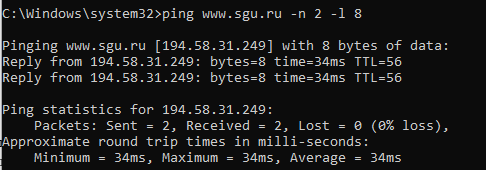 C:\Windows\system32>ping www.sgu.ru -n 2 -l 8
Pinging www.sgu.ru [194.58.31.249] with 8 bytes of data:
Reply from 194.58.31.249: bytes=8 time=34ms TTL=56
Reply from 194.58.31.249: bytes=8 time=34ms TTL=56
Ping statistics for 194.58.31.249:
    Packets: Sent = 2, Received = 2, Lost = 0 (0% loss),
Approximate round trip times in milli-seconds:
    Minimum = 34ms, Maximum = 34ms, Average = 34ms